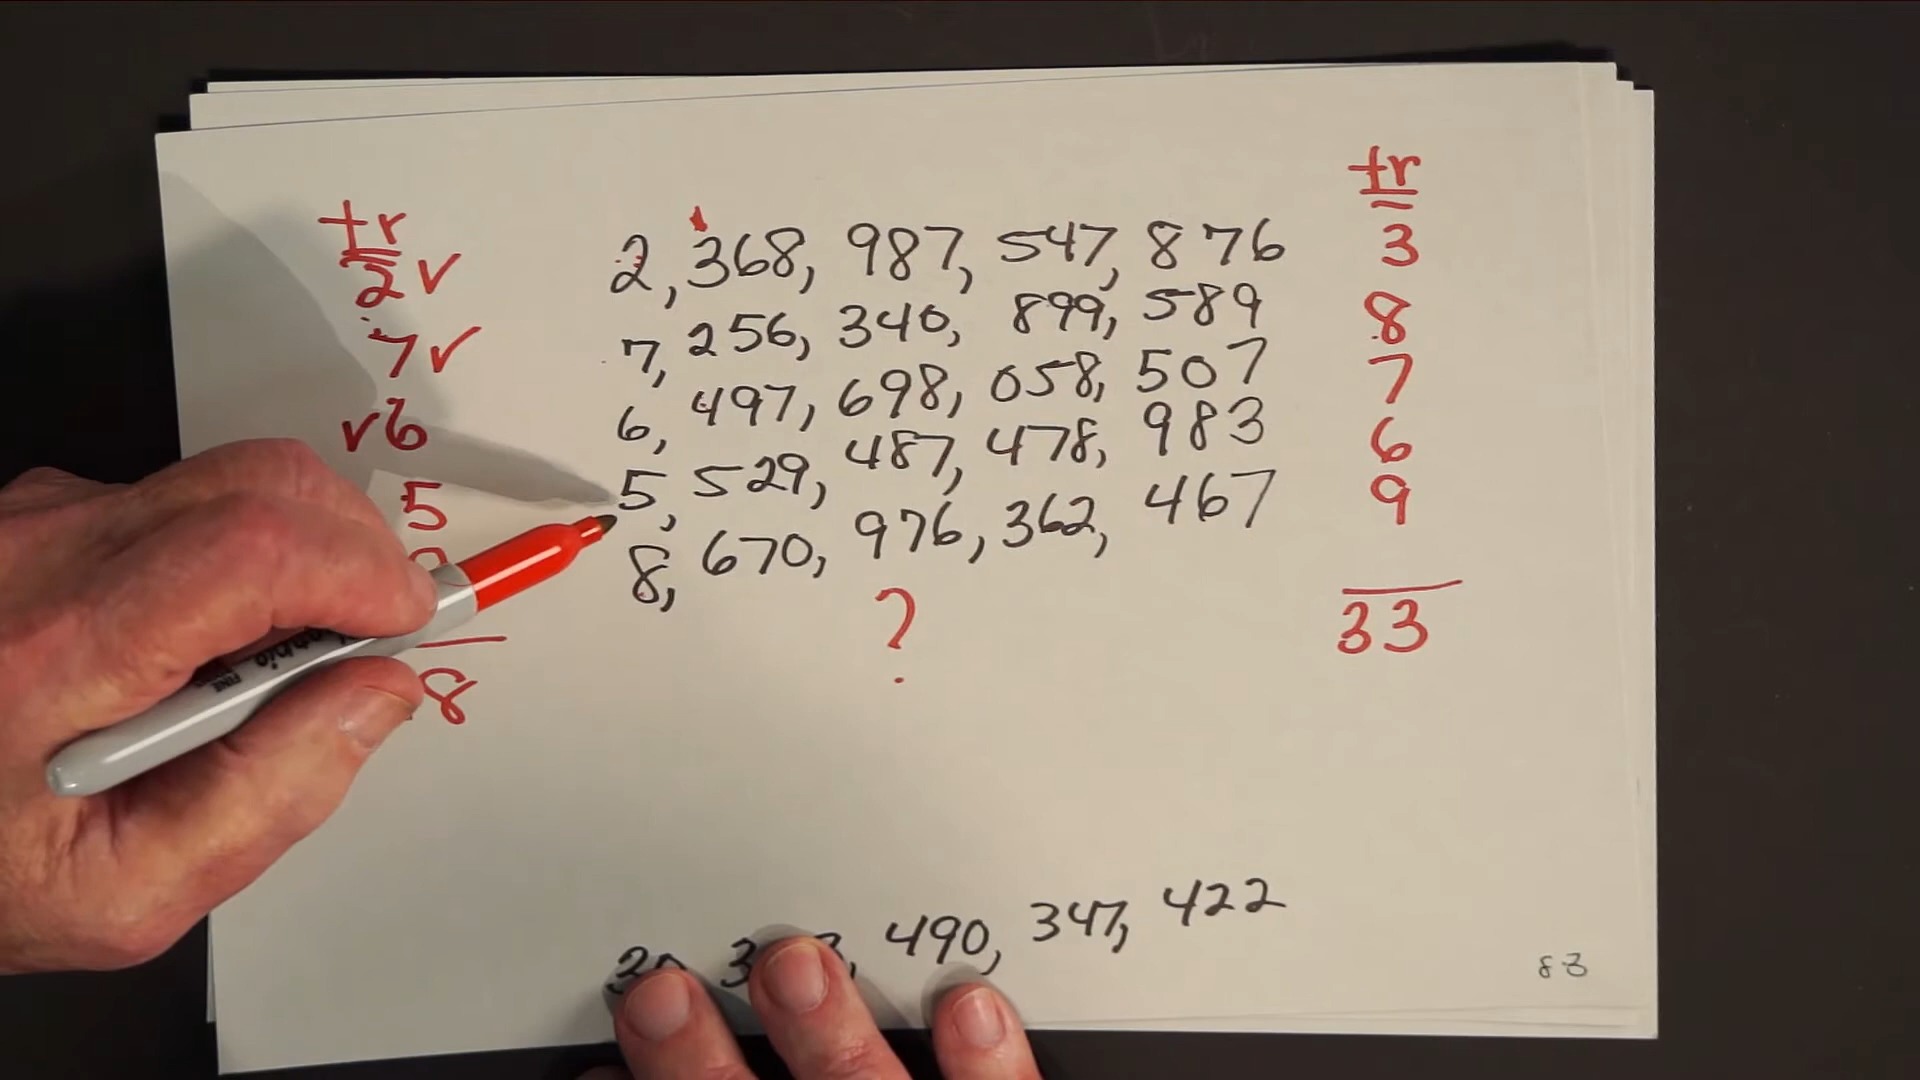 tr
tr
2 ✓ 2,368,987,547,876 3
7 ✓ 7,256,340,899,589 8
✓ 6 6,497,698,058,507 7
5 5,529,487,478,983 6
8,670,976,362,467 9
?
8
33
490,347,422
83
FINE